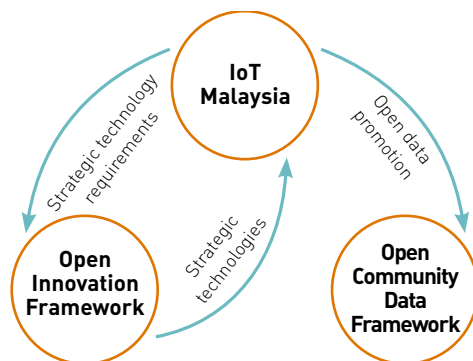 IoT
Malaysia
Strategic technology
requirements
Open data
promotion
Strategic
technologies
Open
Innovation
Framework
Open
Community
Data
Framework